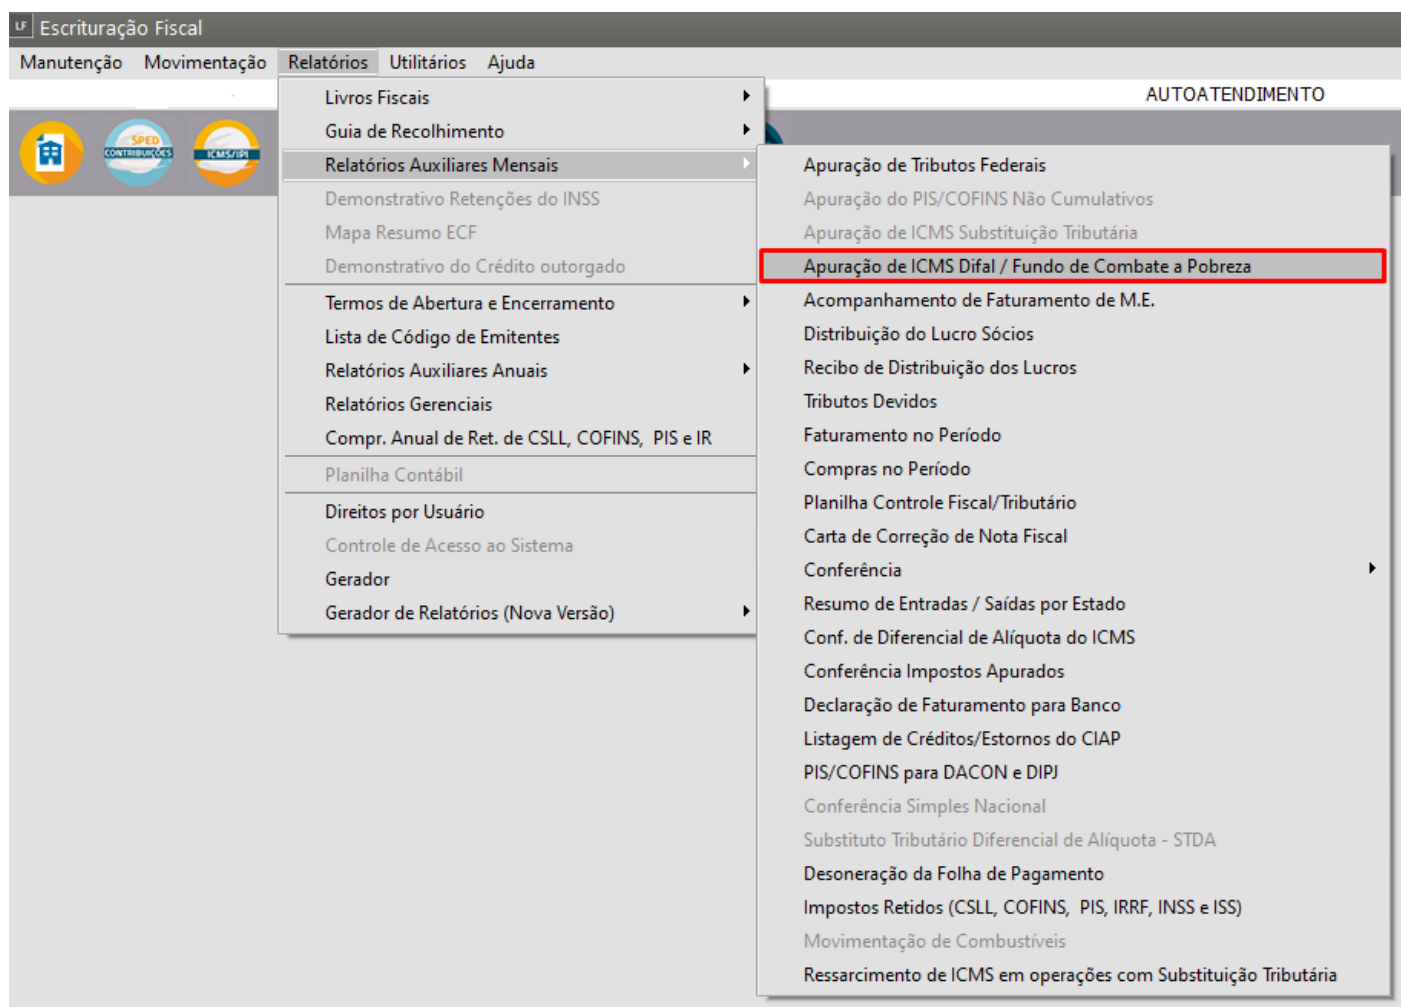 LF Escrituração Fiscal
Manutenção Movimentação Relatórios Utilitários Ajuda
AUTOATENDIMENTO
SPED
CONTRIBUIÇÕES
ICMS/IPI
Livros Fiscais
Guia de Recolhimento
Relatórios Auxiliares Mensais
Demonstrativo Retenções do INSS
Mapa Resumo ECF
Demonstrativo do Crédito outorgado
Termos de Abertura e Encerramento
Lista de Código de Emitentes
Relatórios Auxiliares Anuais
Relatórios Gerenciais
Compr. Anual de Ret. de CSLL, COFINS, PIS e IR
Planilha Contábil
Direitos por Usuário
Controle de Acesso ao Sistema
Gerador
Gerador de Relatórios (Nova Versão)
Apuração de Tributos Federais
Apuração do PIS/COFINS Não Cumulativos
Apuração de ICMS Substituição Tributária
Apuração de ICMS Difal / Fundo de Combate a Pobreza
Acompanhamento de Faturamento de M.E.
Distribuição do Lucro Sócios
Recibo de Distribuição dos Lucros
Tributos Devidos
Faturamento no Período
Compras no Período
Planilha Controle Fiscal/Tributário
Carta de Correção de Nota Fiscal
Conferência
Resumo de Entradas / Saídas por Estado
Conf. de Diferencial de Alíquota do ICMS
Conferência Impostos Apurados
Declaração de Faturamento para Banco
Listagem de Créditos/Estornos do CIAP
PIS/COFINS para DACON e DIPJ
Conferência Simples Nacional
Substituto Tributário Diferencial de Alíquota - STDA
Desoneração da Folha de Pagamento
Impostos Retidos (CSLL, COFINS, PIS, IRRF, INSS e ISS)
Movimentação de Combustíveis
Ressarcimento de ICMS em operações com Substituição Tributária